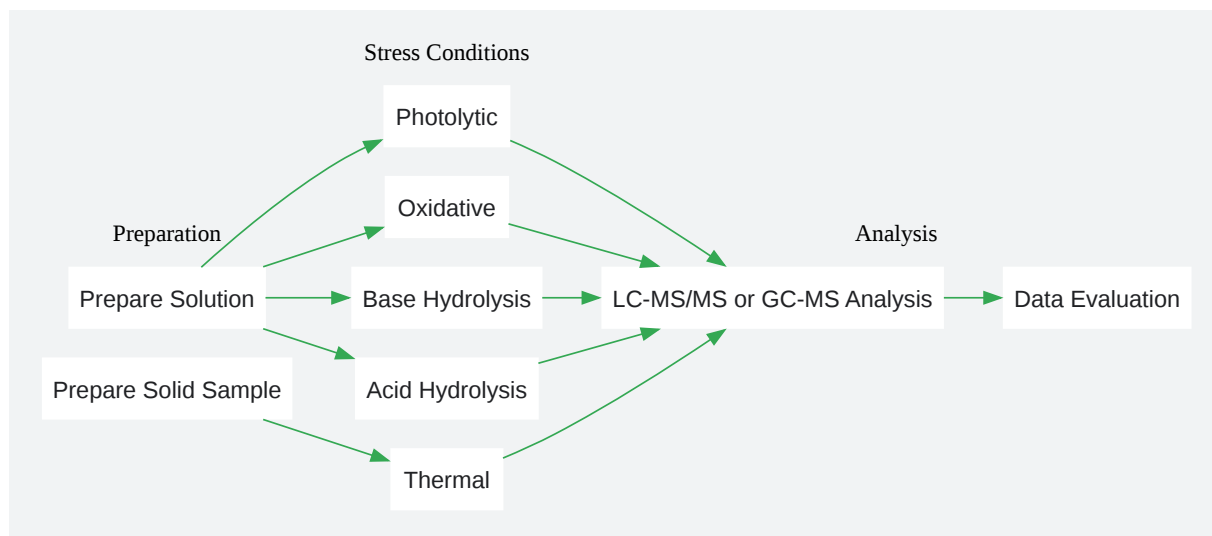 Stress Conditions
Photolytic
Oxidative
Preparation
Analysis
Prepare Solution
Base Hydrolysis
LC-MS/MS or GC-MS Analysis
Data Evaluation
Prepare Solid Sample
Acid Hydrolysis
Thermal